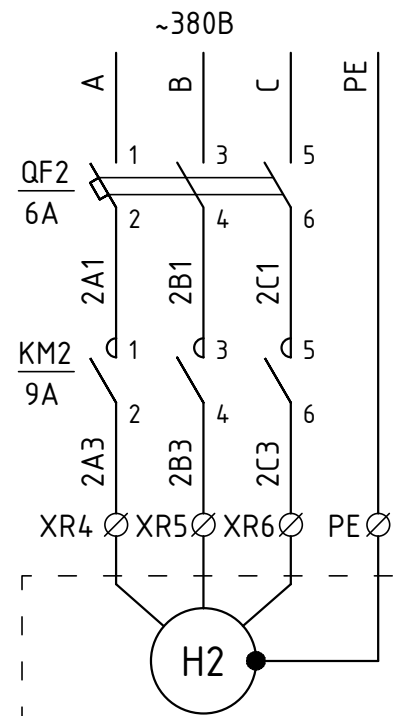 ~380В
A B C PE
QF2 1 3 5
6A 2 4 6
2A1 2B1 2C1
KM2 1 3 5
9A 2 4 6
2A3 2B3 2C3
XR4 XR5 XR6 PE
H2